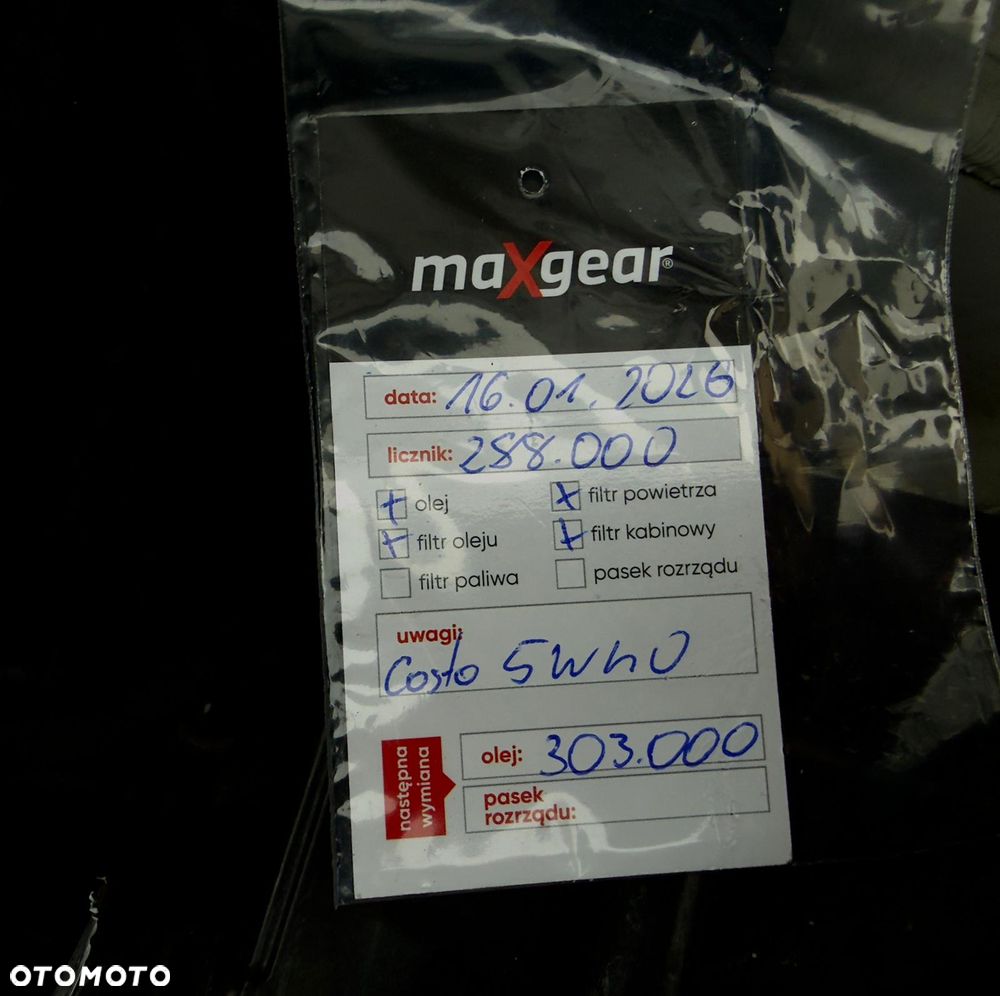 maXgear®
data: 16.01.2026
licznik: 288.000
olej
filtr powietrza
filtr oleju
filtr kabinowy
filtr paliwa
pasek rozrządu
uwagi:
5W40
następna
wymiana
olej: 303.000
pasek
rozrządu:
OTOMOTO